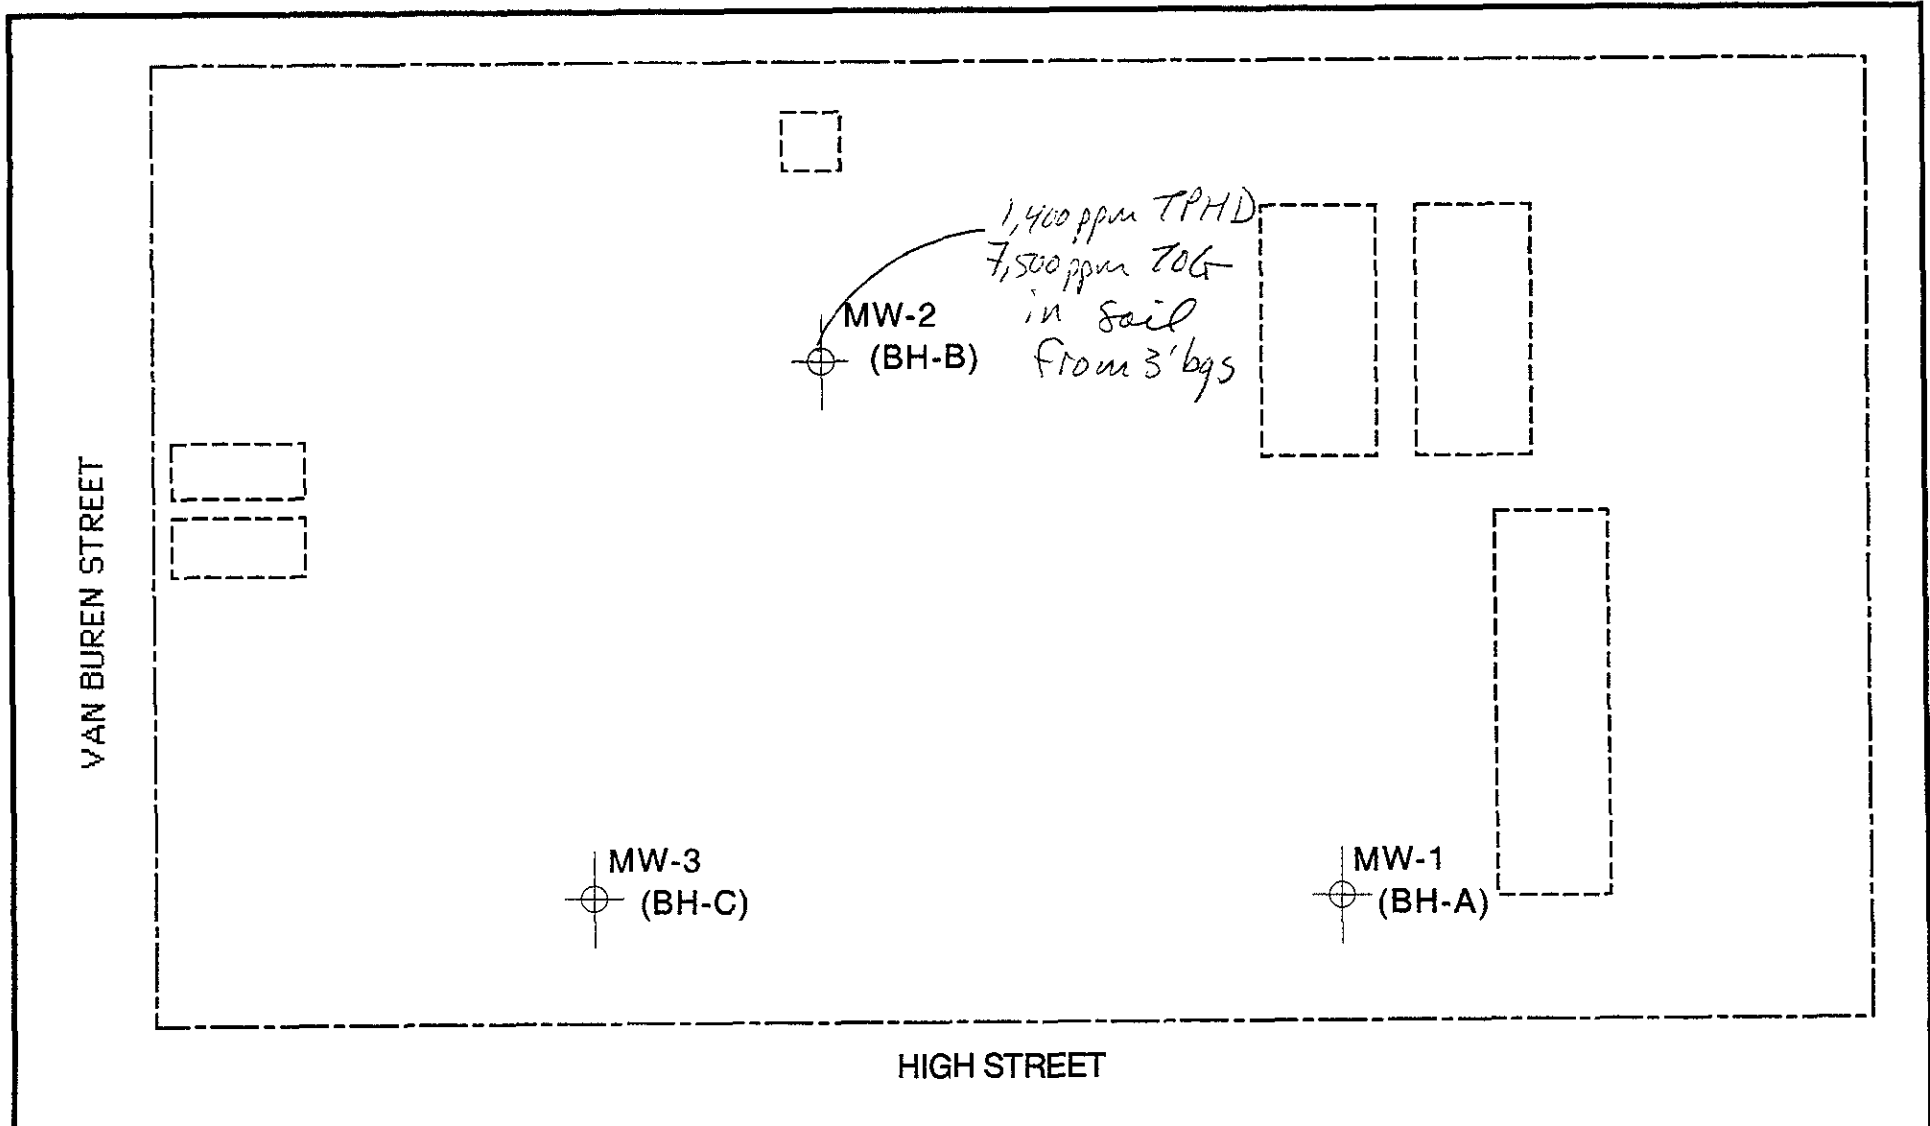 1,400 ppm TPHD
7,500 ppm TOG
in soil
from 3' bgs
MW-2
(BH-B)
VAN BUREN STREET
MW-3
(BH-C)
MW-1
(BH-A)
HIGH STREET